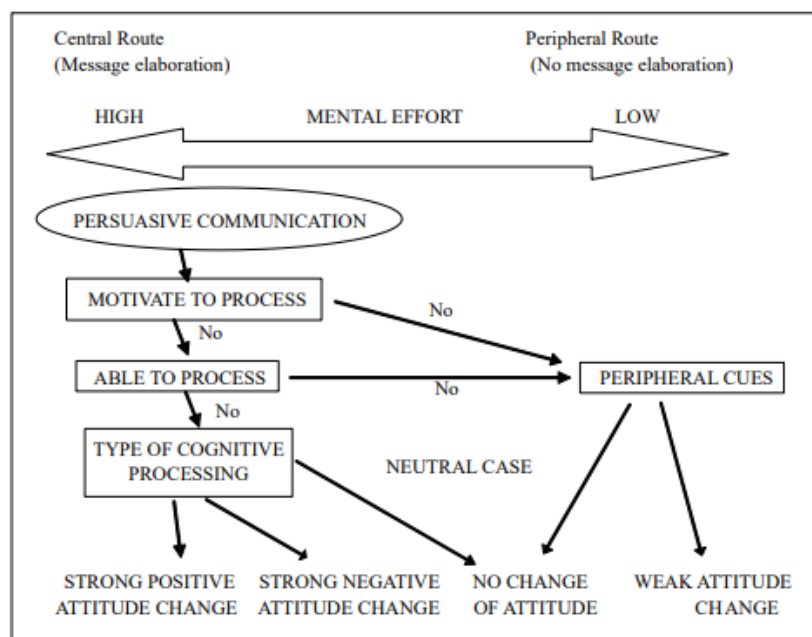 Central Route
(Message elaboration)
Peripheral Route
(No message elaboration)
HIGH
MENTAL EFFORT
LOW
PERSUASIVE COMMUNICATION
MOTIVATE TO PROCESS
No
No
ABLE TO PROCESS
No
PERIPHERAL CUES
No
TYPE OF COGNITIVE
PROCESSING
NEUTRAL CASE
STRONG POSITIVE
ATTITUDE CHANGE
STRONG NEGATIVE
ATTITUDE CHANGE
NO CHANGE
OF ATTITUDE
WEAK ATTITUDE
CHANGE